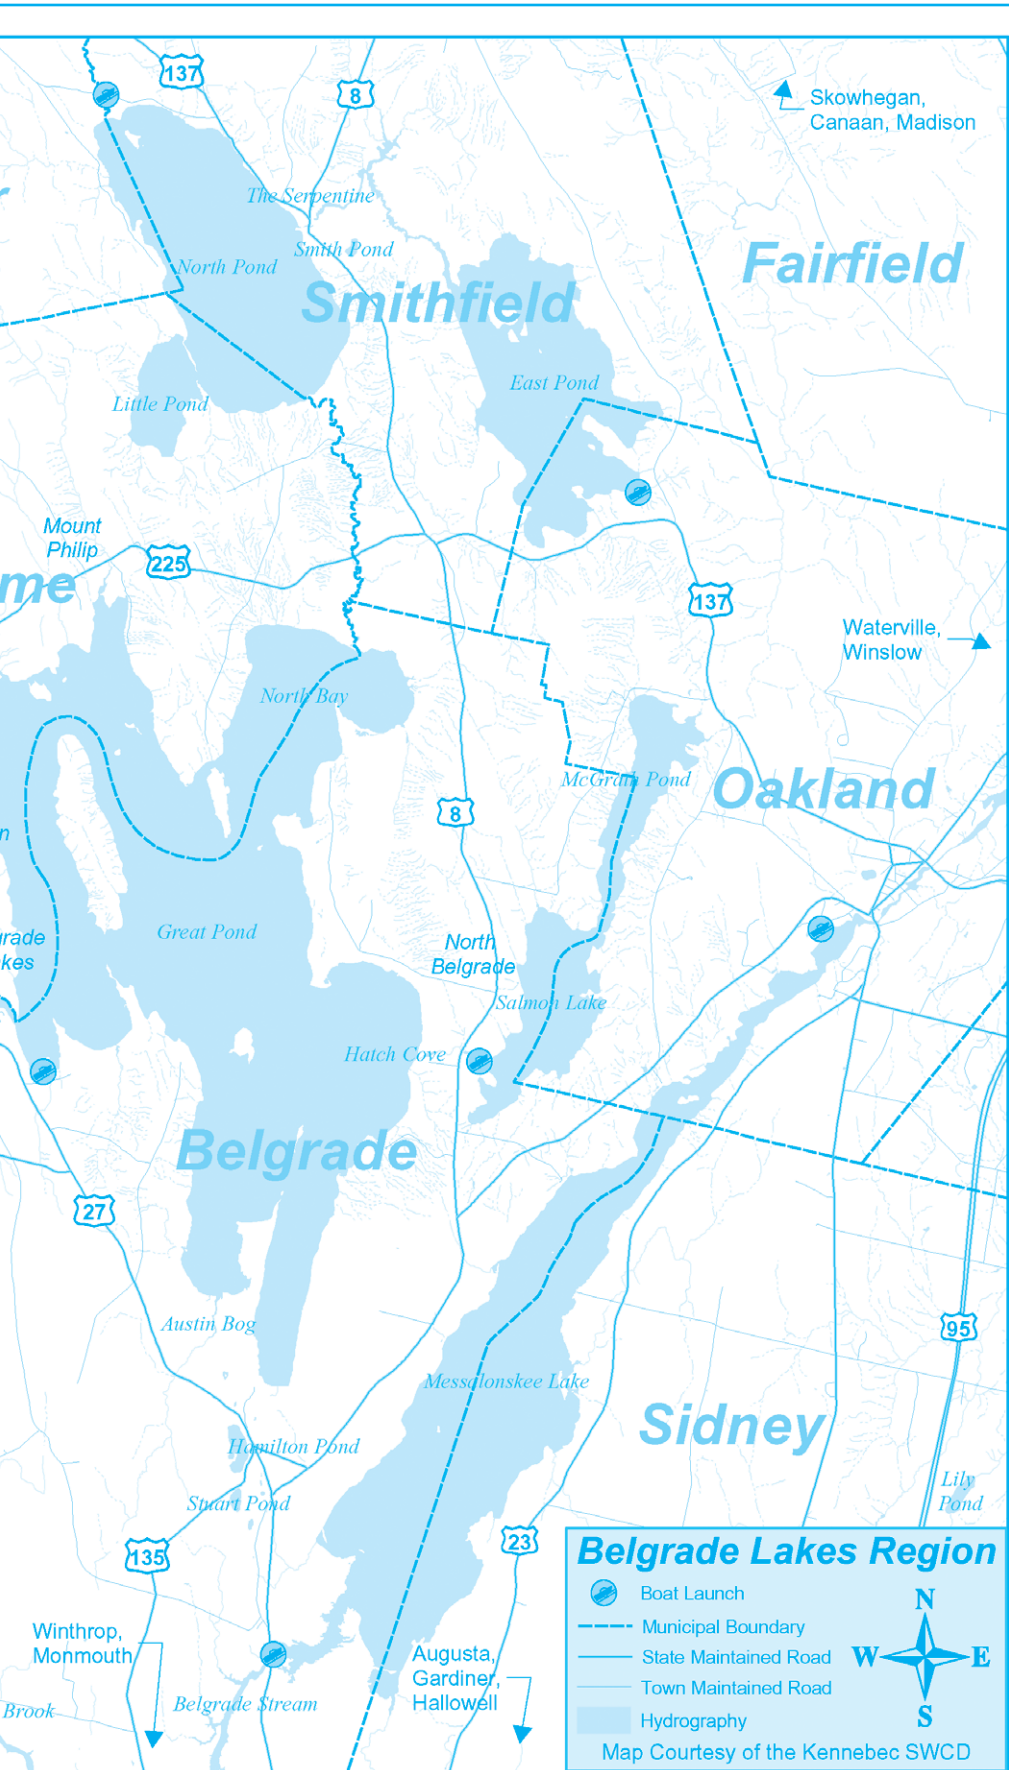 137
8
Skowhegan,
Canaan, Madison
The Serpentine
Smith Pond
North Pond
Fairfield
Smithfield
East Pond
Little Pond
Mount
Philip
225
me
137
Waterville,
Winslow
North Bay
McGrath Pond
Oakland
8
n
Great Pond
grade
kes
North
Belgrade
Salmon Lake
Hatch Cove
Belgrade
27
Austin Bog
95
Messalonskee Lake
Sidney
Hamilton Pond
Stuart Pond
Lily
Pond
135
23
Winthrop,
Monmouth
Augusta,
Gardiner,
Hallowell
Belgrade Stream
Brook
Belgrade Lakes Region
Boat Launch
Municipal Boundary
State Maintained Road
Town Maintained Road
Hydrography
N
W
E
S
Map Courtesy of the Kennebec SWCD